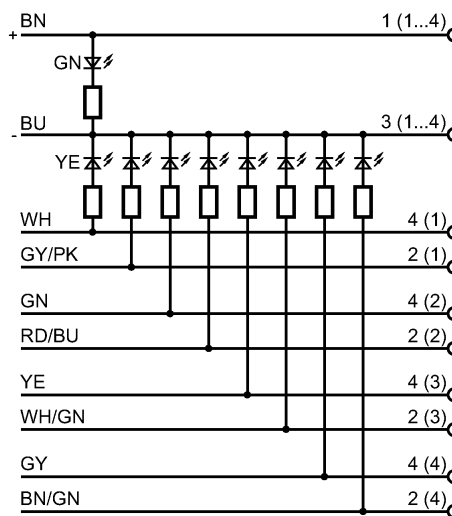 BN 1 (1...4)
+
GN
BU 3 (1...4)
-
YE
WH 4 (1)
GY/PK 2 (1)
GN 4 (2)
RD/BU 2 (2)
YE 4 (3)
WH/GN 2 (3)
GY 4 (4)
BN/GN 2 (4)